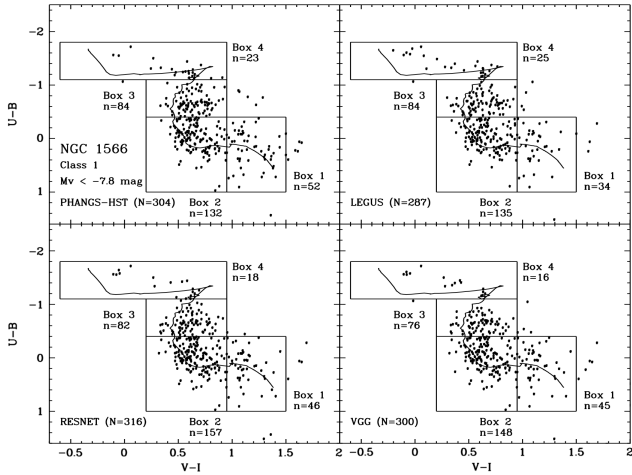 Box 4
n=23
Box 3
n=84
NGC 1566
Class 1
Mv < −7.8 mag
Box 1
n=52
PHANGS−HST (N=304)
Box 2
n=132
Box 4
n=25
Box 3
n=84
Box 1
n=34
LEGUS (N=287)
Box 2
n=135
Box 4
n=18
Box 3
n=82
Box 1
n=46
RESNET (N=316)
Box 2
n=157
Box 4
n=16
Box 3
n=76
Box 1
n=45
VGG (N=300)
Box 2
n=148
−2
−1
0
1
U−B
−2
−1
0
1
U−B
−0.5 0 0.5 1 1.5
V−I
−0.5 0 0.5 1 1.5 2
V−I